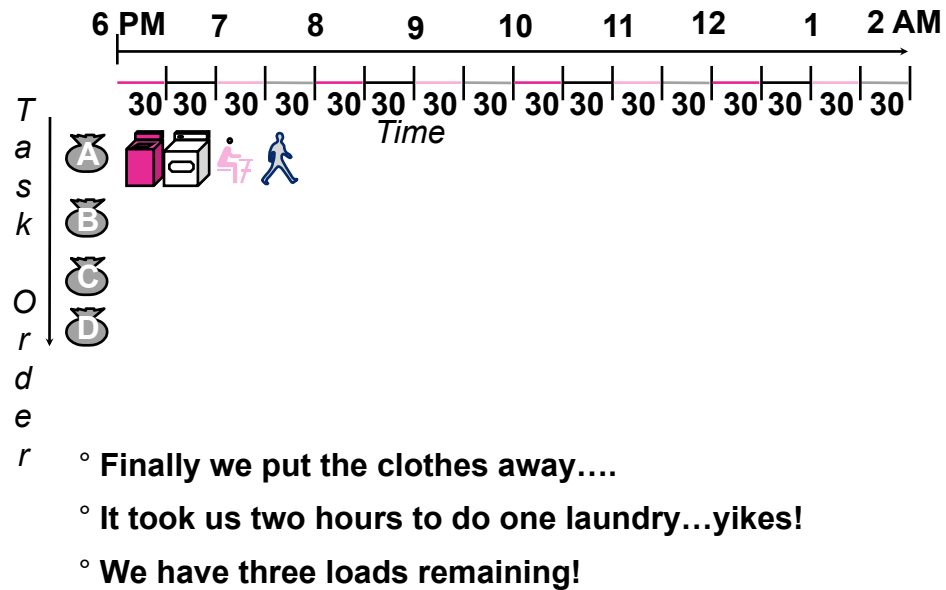 6 PM 7 8 9 10 11 12 1 2 AM
30 30 30 30 30 30 30 30 30 30 30 30 30 30 30 30
Time
Task Order
A
B
C
D
° Finally we put the clothes away….
° It took us two hours to do one laundry…yikes!
° We have three loads remaining!